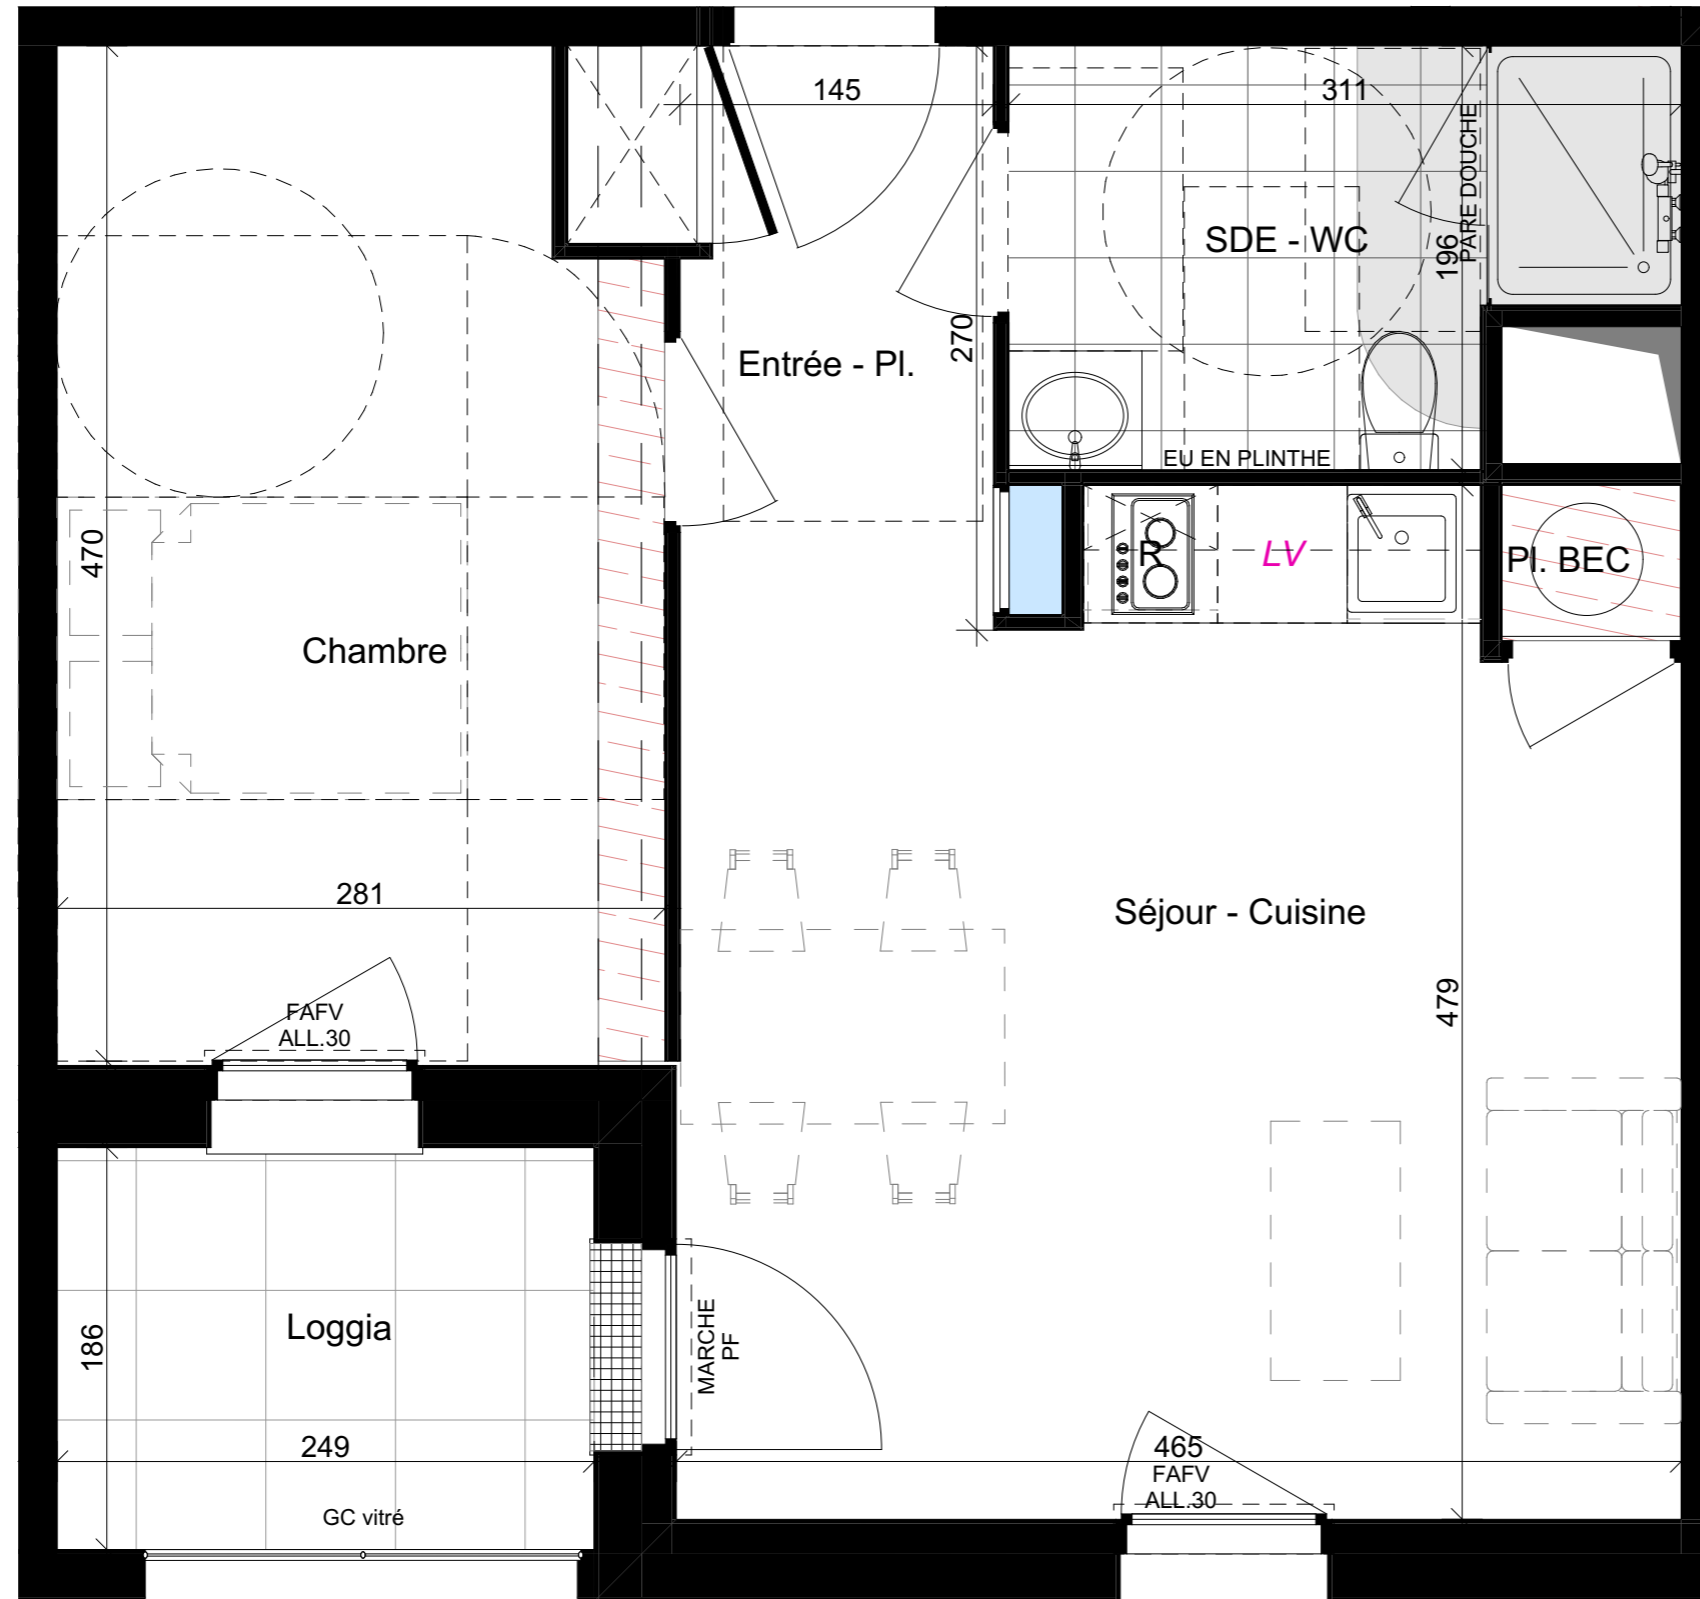 145
311
PARE DOUCHE
SDE - WC
196
270
Entrée - Pl.
EU EN PLINTHE
470
R
LV
Pl. BEC
Chambre
281
Séjour - Cuisine
479
FAFV
ALL.30
186
Loggia
MARCHE
PF
249
465
FAFV
ALL.30
GC vitré